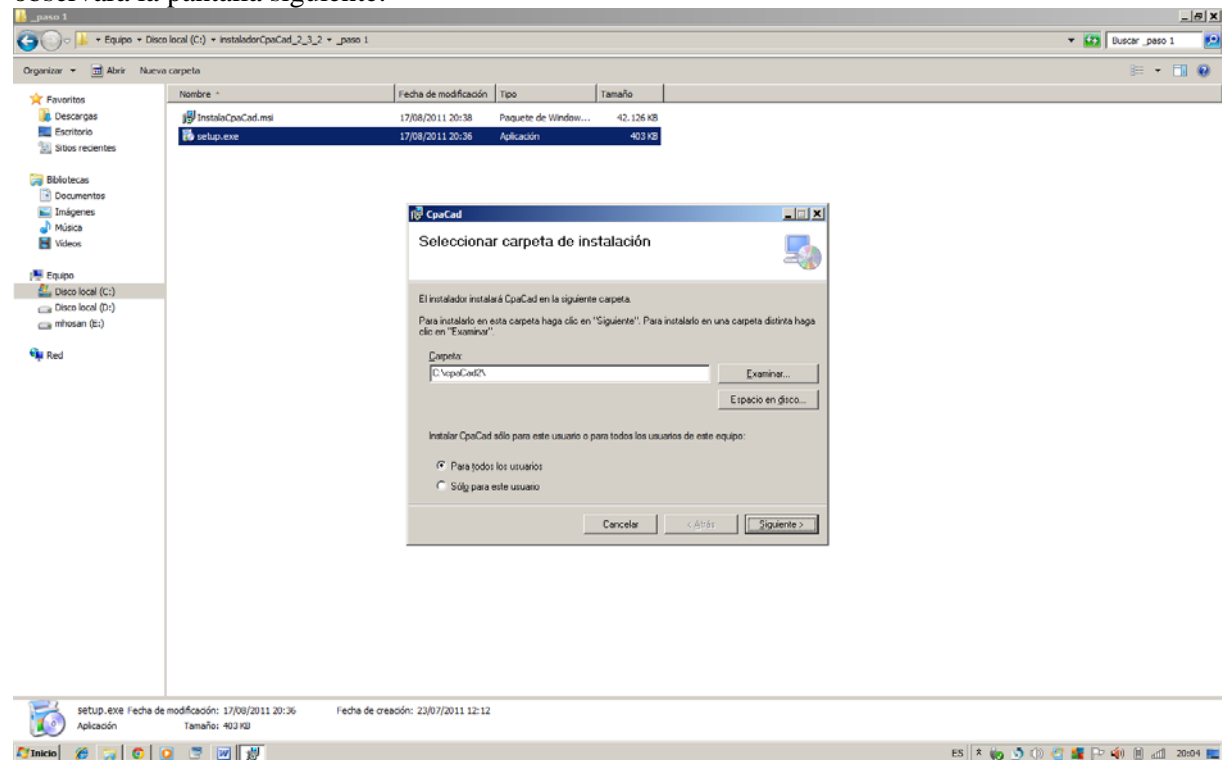 observará la pantalla siguiente:
_paso 1
Equipo Disco local (C:) instaladorCpaCad_2_3_2 _paso 1
Buscar _paso 1
Organizar Abrir Nueva carpeta
Nombre Fecha de modificación Tipo Tamaño
InstalaCpaCad.msi 17/08/2011 20:38 Paquete de Window... 42.126 KB
setup.exe 17/08/2011 20:36 Aplicación 403 KB
Favoritos
Descargas
Escritorio
Sitios recientes
Bibliotecas
Documentos
Imágenes
Música
Vídeos
Equipo
Disco local (C:)
Disco local (D:)
mhosan (E:)
Red
CpaCad
Seleccionar carpeta de instalación
El instalador instalará CpaCad en la siguiente carpeta.
Para instalarlo en esta carpeta haga clic en "Siguiente". Para instalarlo en una carpeta distinta haga
clic en "Examinar".
Carpeta:
C:\cpaCad2\
Examinar...
Espacio en disco...
Instalar CpaCad sólo para este usuario o para todos los usuarios de este equipo:
Para todos los usuarios
Sólo para este usuario
Cancelar < Atrás Siguiente >
setup.exe Fecha de modificación: 17/08/2011 20:36 Fecha de creación: 23/07/2011 12:12
Aplicación Tamaño: 403 KB
Inicio ES 20:04